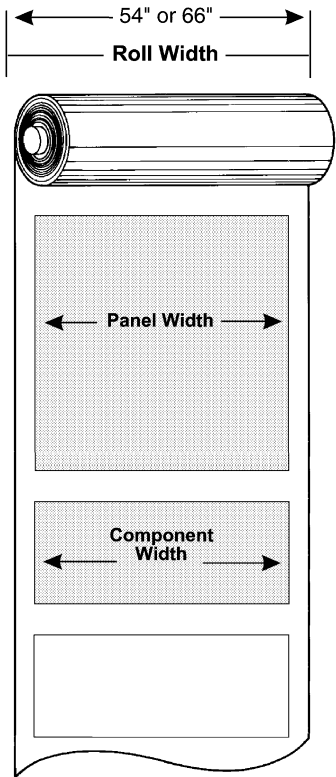 54" or 66"
Roll Width
Panel Width
Component
Width